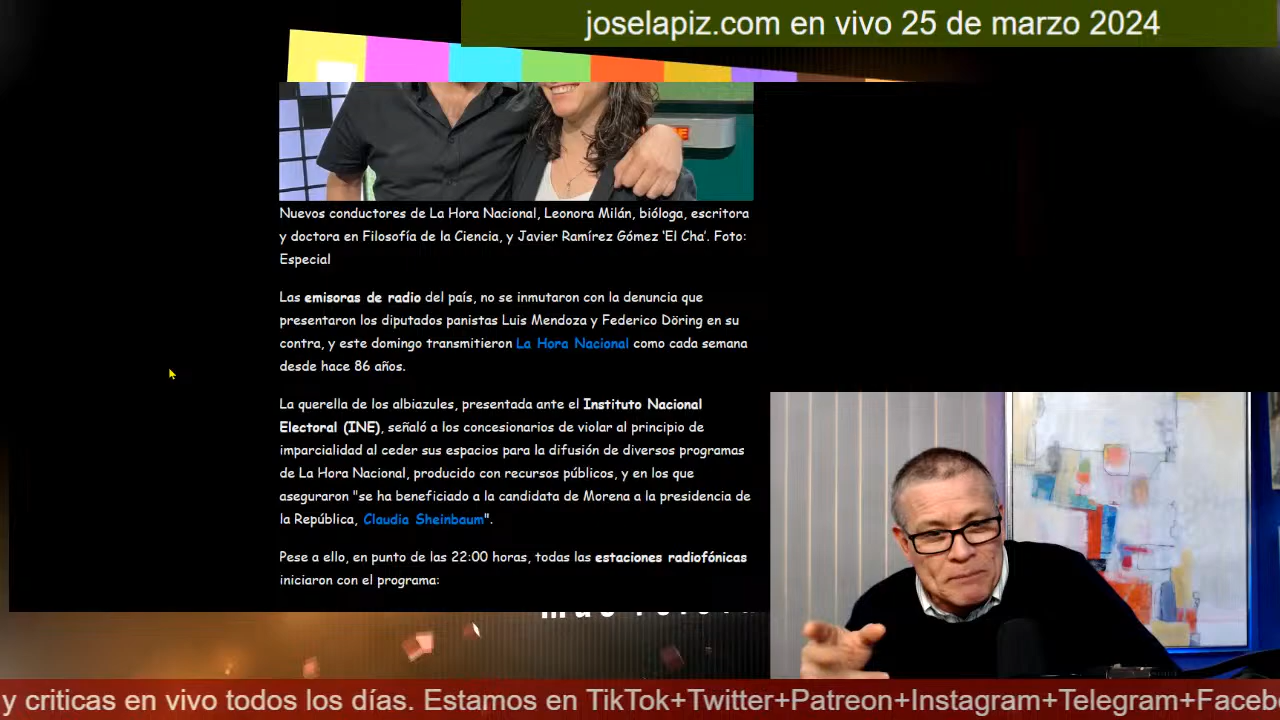 joselapiz.com en vivo 25 de marzo 2024
Nuevos conductores de La Hora Nacional, Leonora Milán, bióloga, escritora
y doctora en Filosofía de la Ciencia, y Javier Ramírez Gómez ‘El Cha’. Foto:
Especial
Las emisoras de radio del país, no se inmutaron con la denuncia que
presentaron los diputados panistas Luis Mendoza y Federico Döring en su
contra, y este domingo transmitieron La Hora Nacional como cada semana
desde hace 86 años.
La querella de los albiazules, presentada ante el Instituto Nacional
Electoral (INE), señaló a los concesionarios de violar al principio de
imparcialidad al ceder sus espacios para la difusión de diversos programas
de La Hora Nacional, producido con recursos públicos, y en los que
aseguraron "se ha beneficiado a la candidata de Morena a la presidencia de
la República, Claudia Sheinbaum".
Pese a ello, en punto de las 22:00 horas, todas las estaciones radiofónicas
iniciaron con el programa:
y criticas en vivo todos los días. Estamos en TikTok+Twitter+Patreon+Instagram+Telegram+Faceb